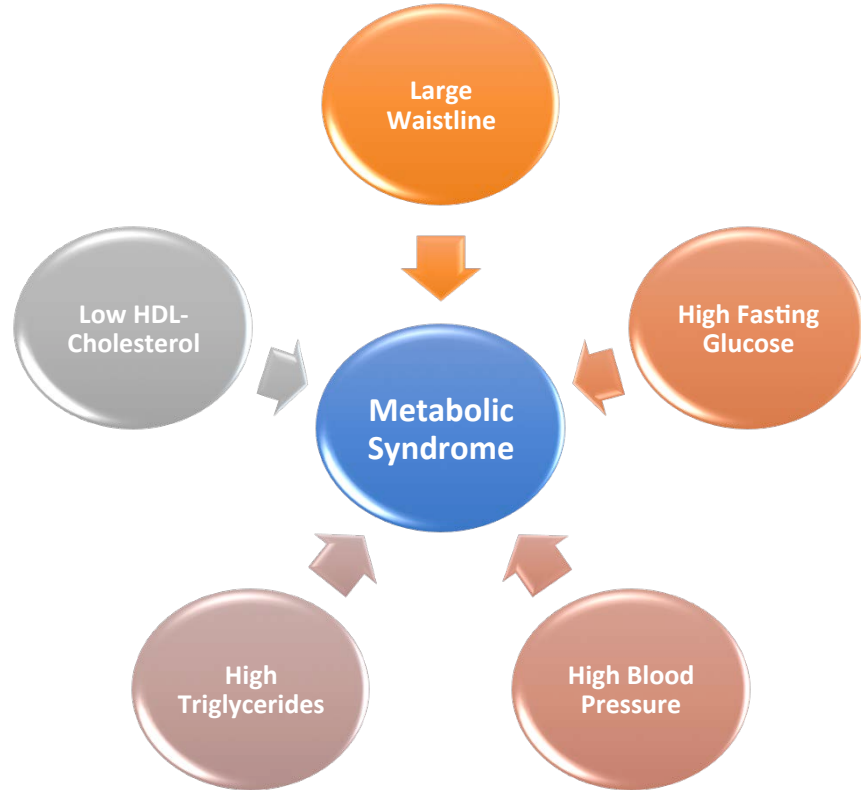 Large
Waistline
Low HDL-
Cholesterol
High Fasting
Glucose
Metabolic
Syndrome
High
Triglycerides
High Blood
Pressure